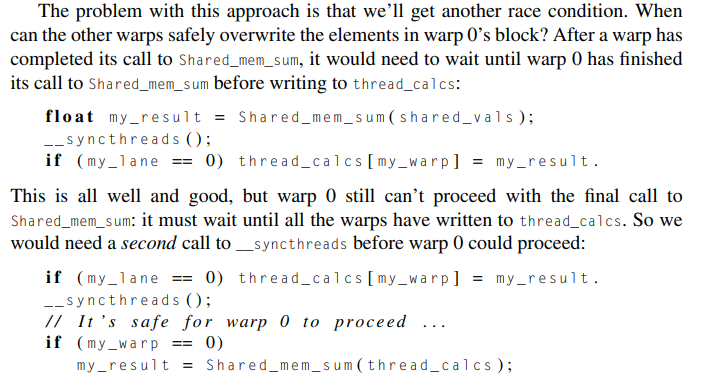 The problem with this approach is that we'll get another race condition. When
can the other warps safely overwrite the elements in warp 0's block? After a warp has
completed its call to Shared_mem_sum, it would need to wait until warp 0 has finished
its call to Shared_mem_sum before writing to thread_calcs:
float my_result = Shared_mem_sum(shared_vals);
__syncthreads();
if (my_lane == 0) thread_calcs[my_warp] = my_result.
This is all well and good, but warp 0 still can't proceed with the final call to
Shared_mem_sum: it must wait until all the warps have written to thread_calcs. So we
would need a second call to __syncthreads before warp 0 could proceed:
if (my_lane == 0) thread_calcs[my_warp] = my_result.
__syncthreads();
// It's safe for warp 0 to proceed ...
if (my_warp == 0)
my_result = Shared_mem_sum(thread_calcs);